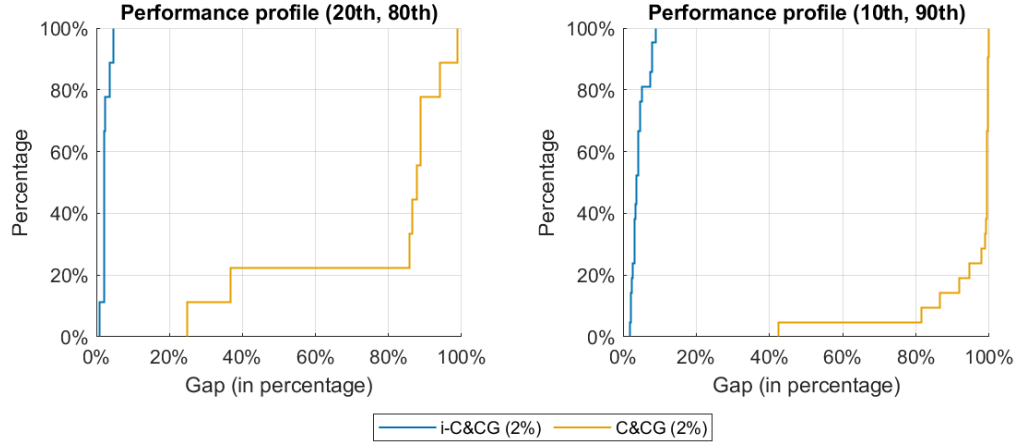 Performance profile (20th, 80th)
100%
80%
60%
40%
20%
0%
Percentage
0% 20% 40% 60% 80% 100%
Gap (in percentage)
Performance profile (10th, 90th)
100%
80%
60%
40%
20%
0%
Percentage
0% 20% 40% 60% 80% 100%
Gap (in percentage)
i-C&CG (2%) C&CG (2%)